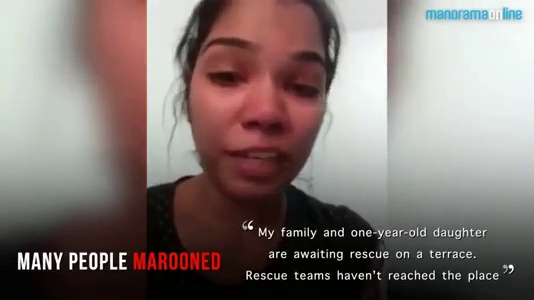 manoramaonline
“My family and one-year-old daughter
are awaiting rescue on a terrace.
Rescue teams haven't reached the place”
MANY PEOPLE MAROONED